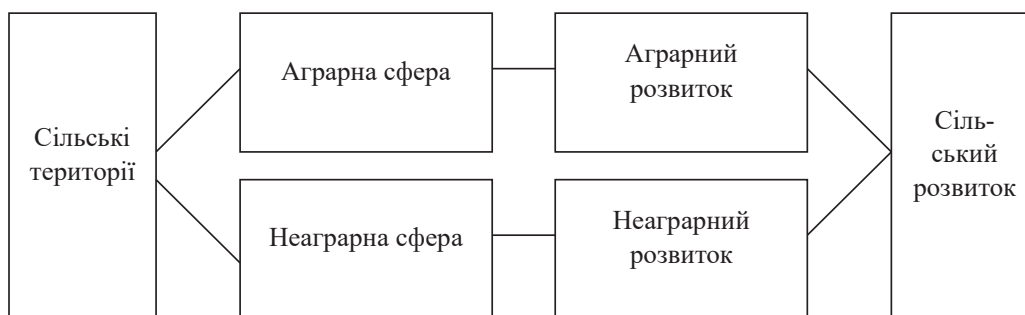 Сільські
території
Аграрна сфера
Аграрний
розвиток
Неаграрна сфера
Неаграрний
розвиток
Сіль-
ський
розвиток